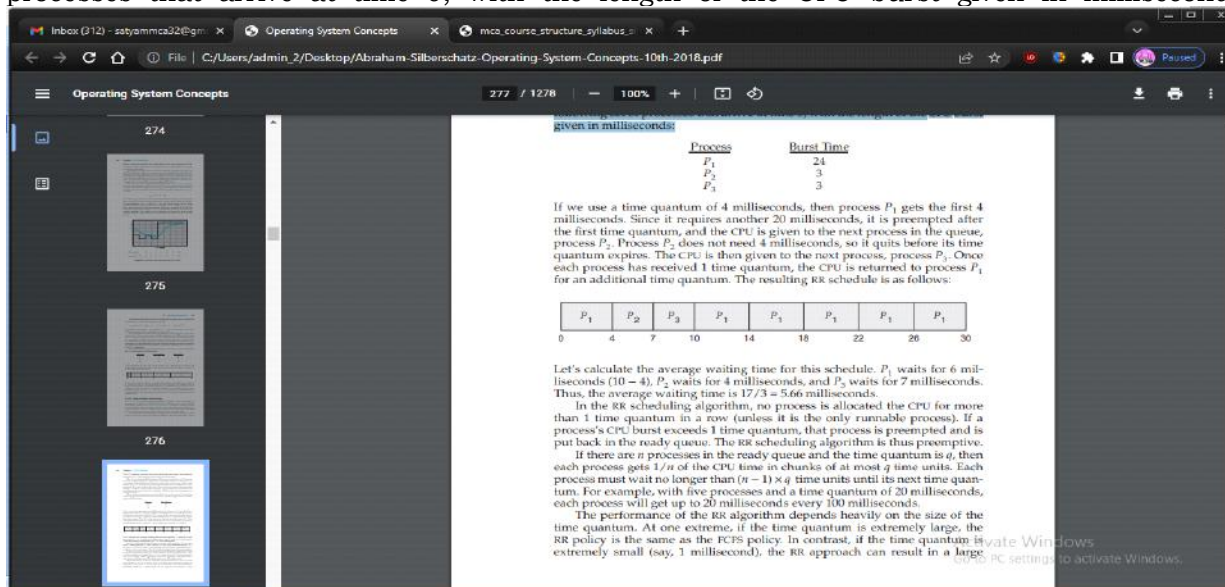 processes that arrive at time 0, with the length of the CPU burst given in milliseconds
Inbox (312) - satyammca32@gm
Operating System Concepts
mca_course_structure_syllabus_
File | C:/Users/admin_2/Desktop/Abraham-Silberschatz-Operating-System-Concepts-10th-2018.pdf
Paused
Operating System Concepts
277 / 1278
100%
274
275
276
given in milliseconds:
Process Burst Time
P1 24
P2 3
P3 3
If we use a time quantum of 4 milliseconds, then process P1 gets the first 4
milliseconds. Since it requires another 20 milliseconds, it is preempted after
the first time quantum, and the CPU is given to the next process in the queue,
process P2. Process P2 does not need 4 milliseconds, so it quits before its time
quantum expires. The CPU is then given to the next process, process P3. Once
each process has received 1 time quantum, the CPU is returned to process P1
for an additional time quantum. The resulting RR schedule is as follows:
P1 P2 P3 P1 P1 P1 P1 P1
0 4 7 10 14 18 22 26 30
Let's calculate the average waiting time for this schedule. P1 waits for 6 mil-
liseconds (10 – 4), P2 waits for 4 milliseconds, and P3 waits for 7 milliseconds.
Thus, the average waiting time is 17/3 = 5.66 milliseconds.
In the RR scheduling algorithm, no process is allocated the CPU for more
than 1 time quantum in a row (unless it is the only runnable process). If a
process's CPU burst exceeds 1 time quantum, that process is preempted and is
put back in the ready queue. The RR scheduling algorithm is thus preemptive.
If there are n processes in the ready queue and the time quantum is q, then
each process gets 1/n of the CPU time in chunks of at most q time units. Each
process must wait no longer than (n – 1) × q time units until its next time quan-
tum. For example, with five processes and a time quantum of 20 milliseconds,
each process will get up to 20 milliseconds every 100 milliseconds.
The performance of the RR algorithm depends heavily on the size of the
time quantum. At one extreme, if the time quantum is extremely large, the
RR policy is the same as the FCFS policy. In contrast, if the time quantum is
extremely small (say, 1 millisecond), the RR approach can result in a large
Activate Windows
Go to PC settings to activate Windows.